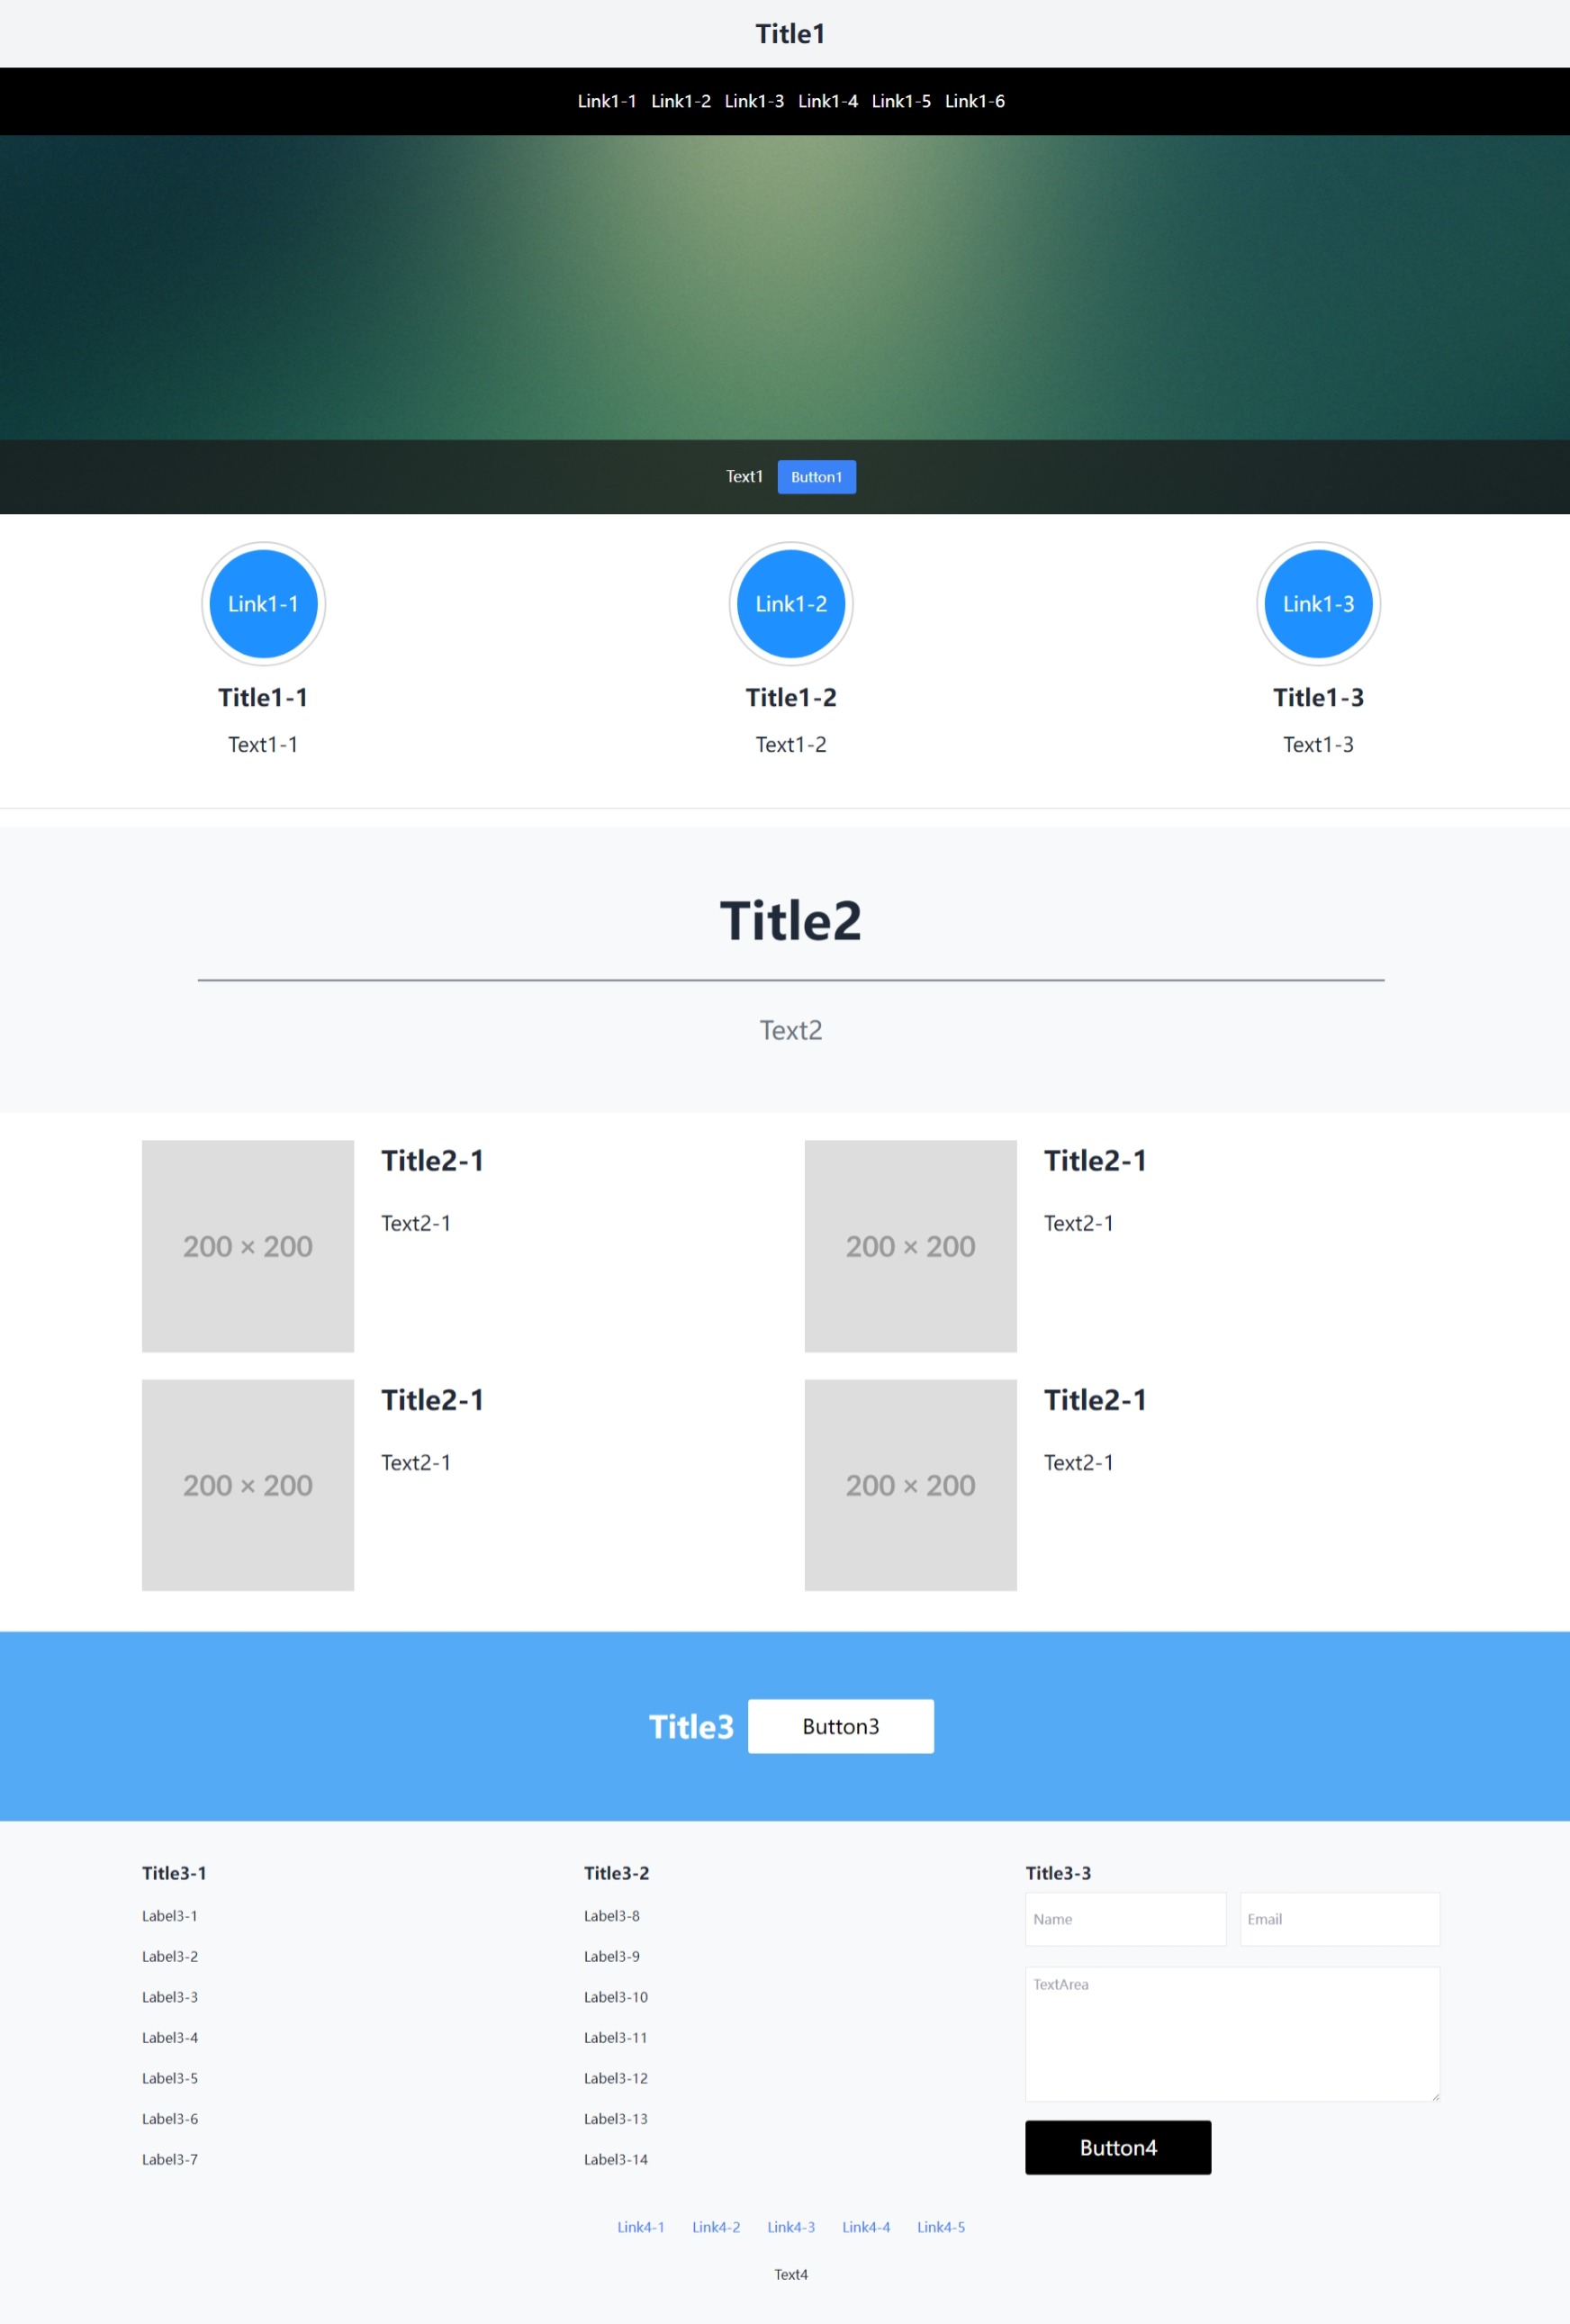 Title1
Link1-1 Link1-2 Link1-3 Link1-4 Link1-5 Link1-6
Text1 Button1
Link1-1 Link1-2 Link1-3
Title1-1 Title1-2 Title1-3
Text1-1 Text1-2 Text1-3
Title2
Text2
200 × 200
Title2-1
Text2-1
200 × 200
Title2-1
Text2-1
200 × 200
Title2-1
Text2-1
200 × 200
Title2-1
Text2-1
Title3 Button3
Title3-1
Label3-1
Label3-2
Label3-3
Label3-4
Label3-5
Label3-6
Label3-7
Title3-2
Label3-8
Label3-9
Label3-10
Label3-11
Label3-12
Label3-13
Label3-14
Title3-3
Name Email
TextArea
Button4
Link4-1 Link4-2 Link4-3 Link4-4 Link4-5
Text4